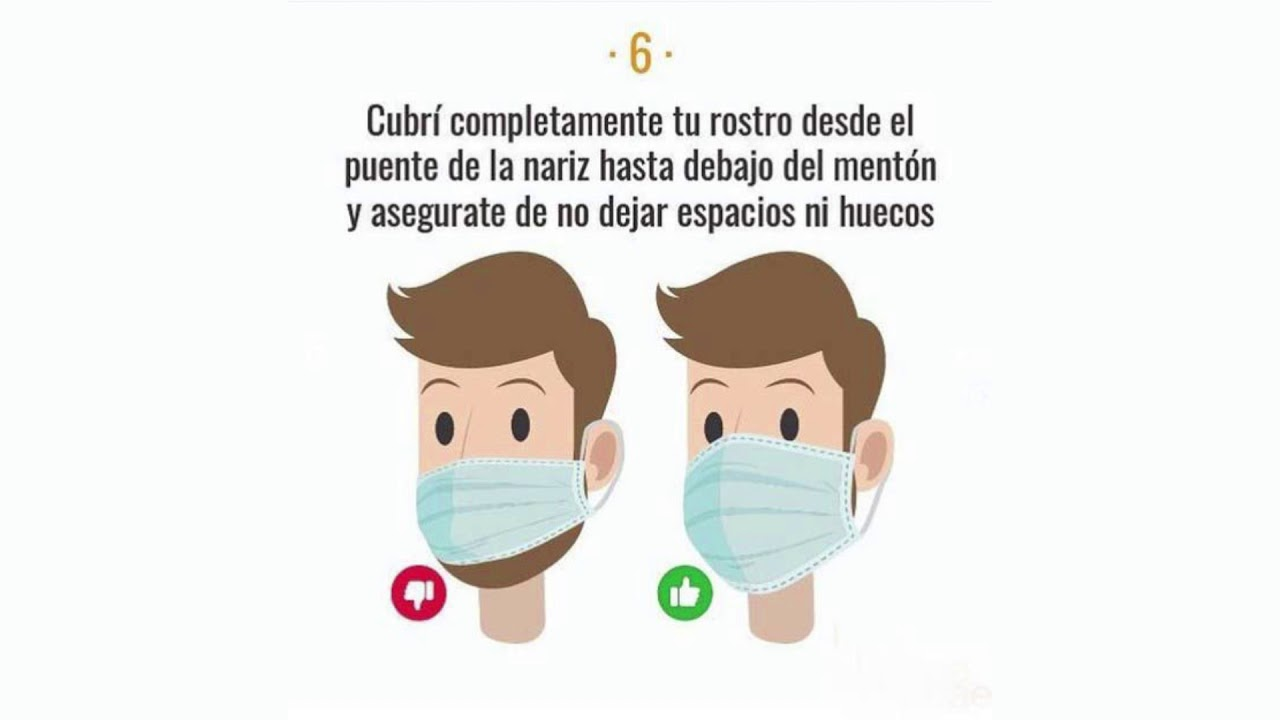 · 6 ·
Cubrí completamente tu rostro desde el
puente de la nariz hasta debajo del mentón
y asegurate de no dejar espacios ni huecos